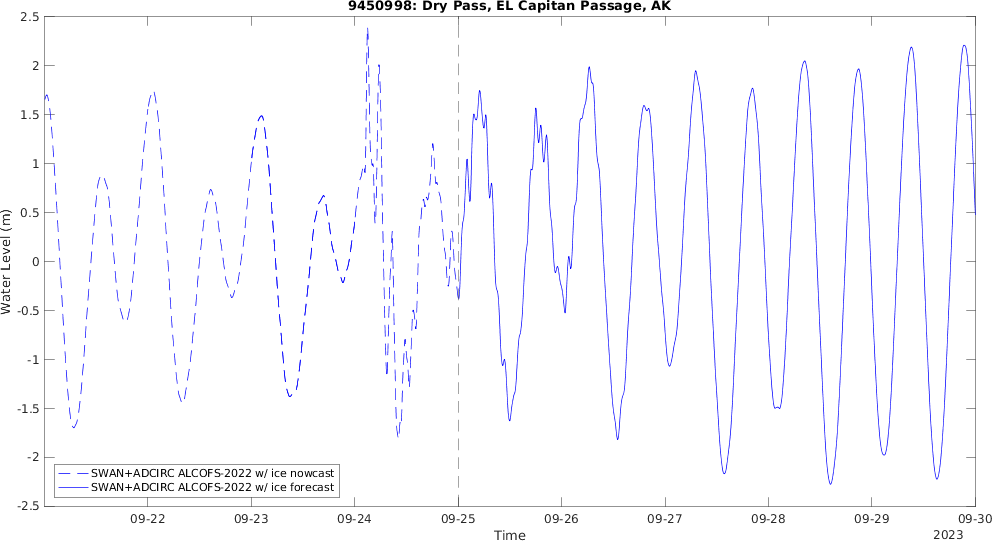 9450998: Dry Pass, EL Capitan Passage, AK
2.5
2
1.5
1
0.5
0
-0.5
-1
-1.5
-2
-2.5
Water Level (m)
SWAN+ADCIRC ALCOFS-2022 w/ ice nowcast
SWAN+ADCIRC ALCOFS-2022 w/ ice forecast
09-22 09-23 09-24 09-25 09-26 09-27 09-28 09-29 09-30
Time
2023